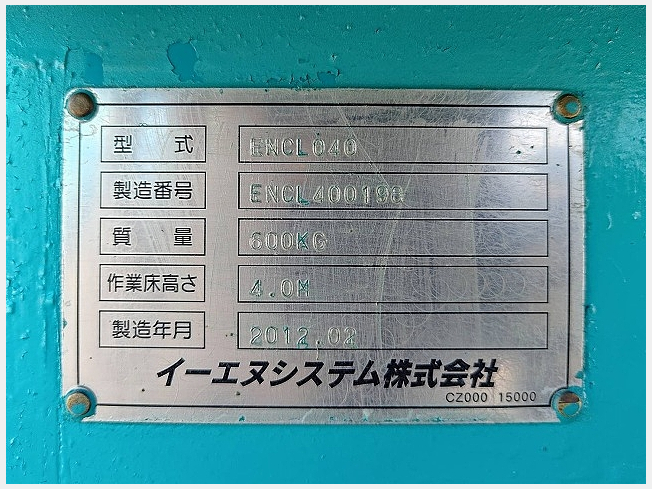 型式 ENCL040
製造番号 ENCL400198
質量 600KG
作業床高さ 4.0M
製造年月 2012.02
イーエヌシステム株式会社
CZ000 15000